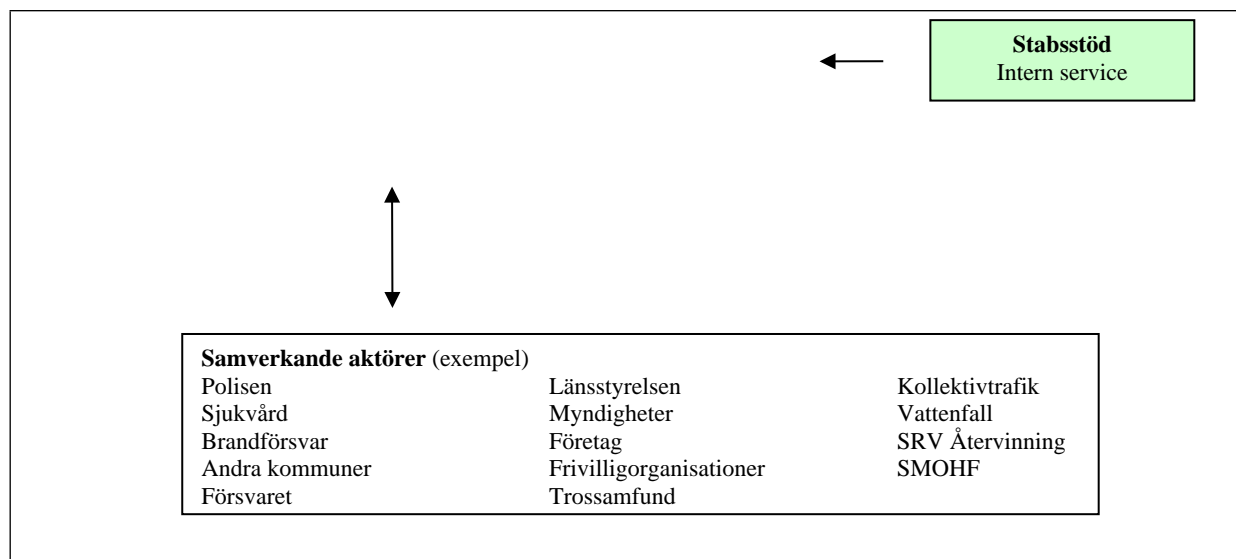 Stabsstöd
Intern service
Samverkande aktörer (exempel)
Polisen Länsstyrelsen Kollektivtrafik
Sjukvård Myndigheter Vattenfall
Brandförsvar Företag SRV Återvinning
Andra kommuner Frivilligorganisationer SMOHF
Försvaret Trossamfund